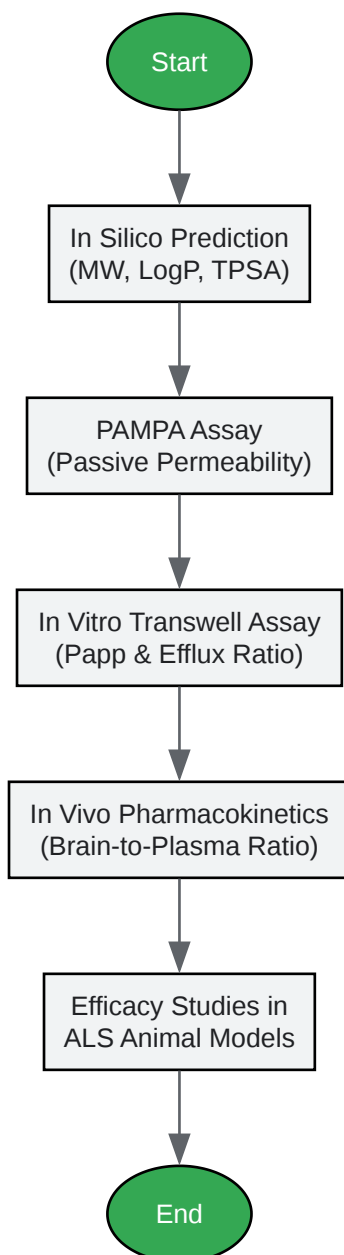 Start
In Silico Prediction
(MW, LogP, TPSA)
PAMPA Assay
(Passive Permeability)
In Vitro Transwell Assay
(Papp & Efflux Ratio)
In Vivo Pharmacokinetics
(Brain-to-Plasma Ratio)
Efficacy Studies in
ALS Animal Models
End